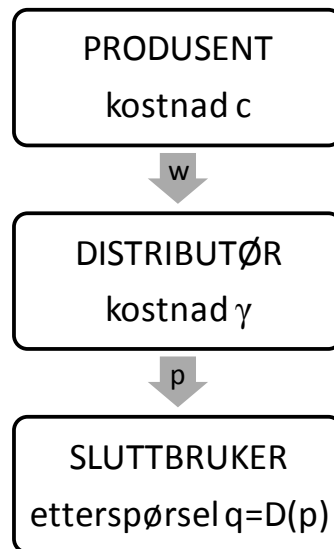 PRODUSENT
kostnad c
w
DISTRIBUTØR
kostnad γ
p
SLUTTBRUKER
etterspørsel q=D(p)